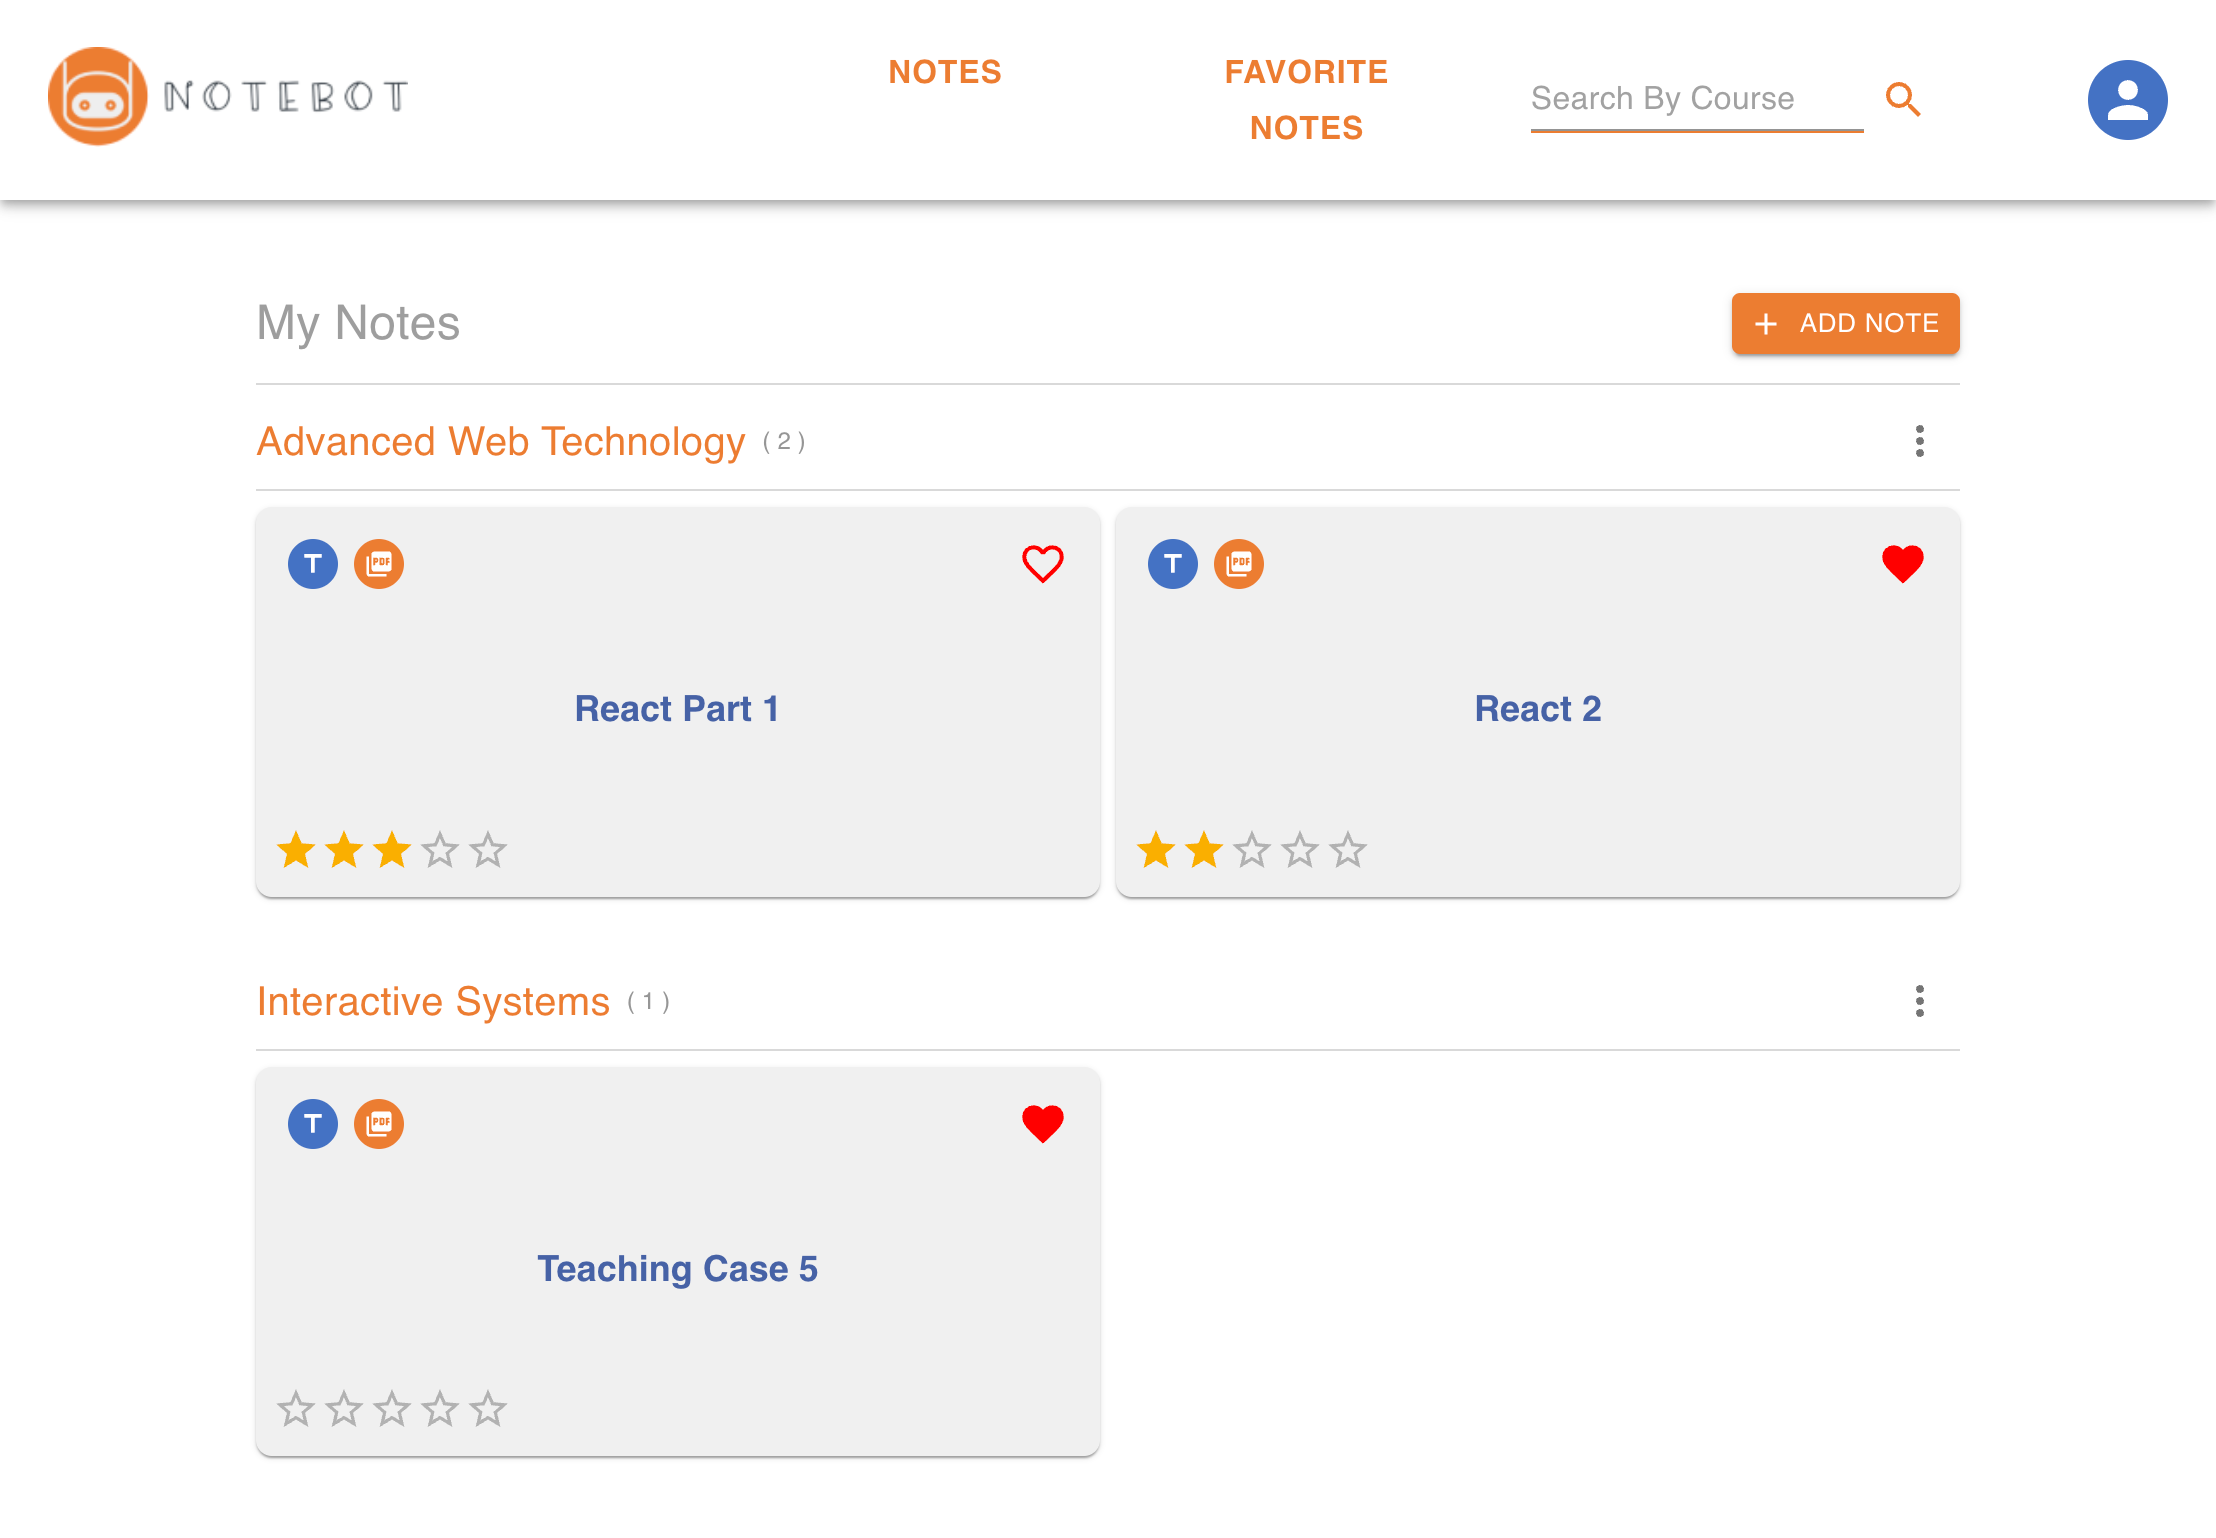 NOTEBOT
NOTES
FAVORITE
NOTES
Search By Course
My Notes
+ ADD NOTE
Advanced Web Technology (2)
T PDF
T PDF
React Part 1
React 2
Interactive Systems (1)
T PDF
Teaching Case 5